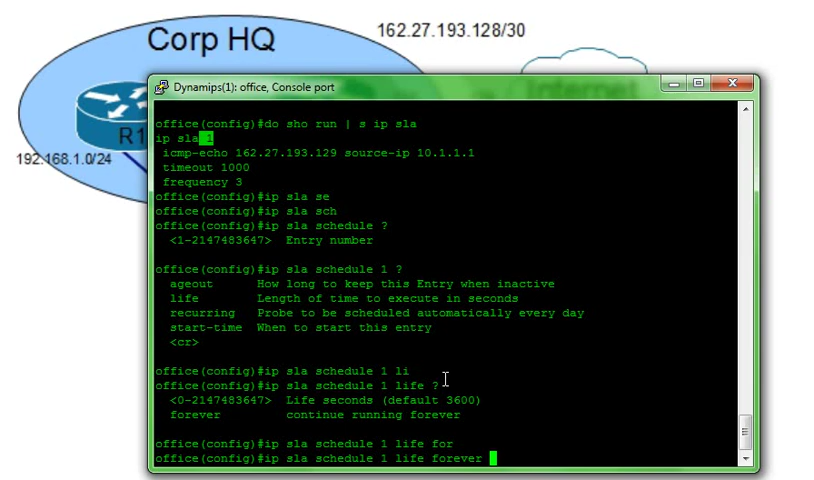 Corp HQ
162.27.193.128/30
Internet
R1
192.168.1.0/24
Dynamips(1): office, Console port
office(config)#do sho run | s ip sla
ip sla 1
 icmp-echo 162.27.193.129 source-ip 10.1.1.1
 timeout 1000
 frequency 3
office(config)#ip sla se
office(config)#ip sla sch
office(config)#ip sla schedule ?
  <1-2147483647>  Entry number
office(config)#ip sla schedule 1 ?
  ageout      How long to keep this Entry when inactive
  life        Length of time to execute in seconds
  recurring   Probe to be scheduled automatically every day
  start-time  When to start this entry
  <cr>
office(config)#ip sla schedule 1 li
office(config)#ip sla schedule 1 life ?
  <0-2147483647>  Life seconds (default 3600)
  forever         continue running forever
office(config)#ip sla schedule 1 life for
office(config)#ip sla schedule 1 life forever